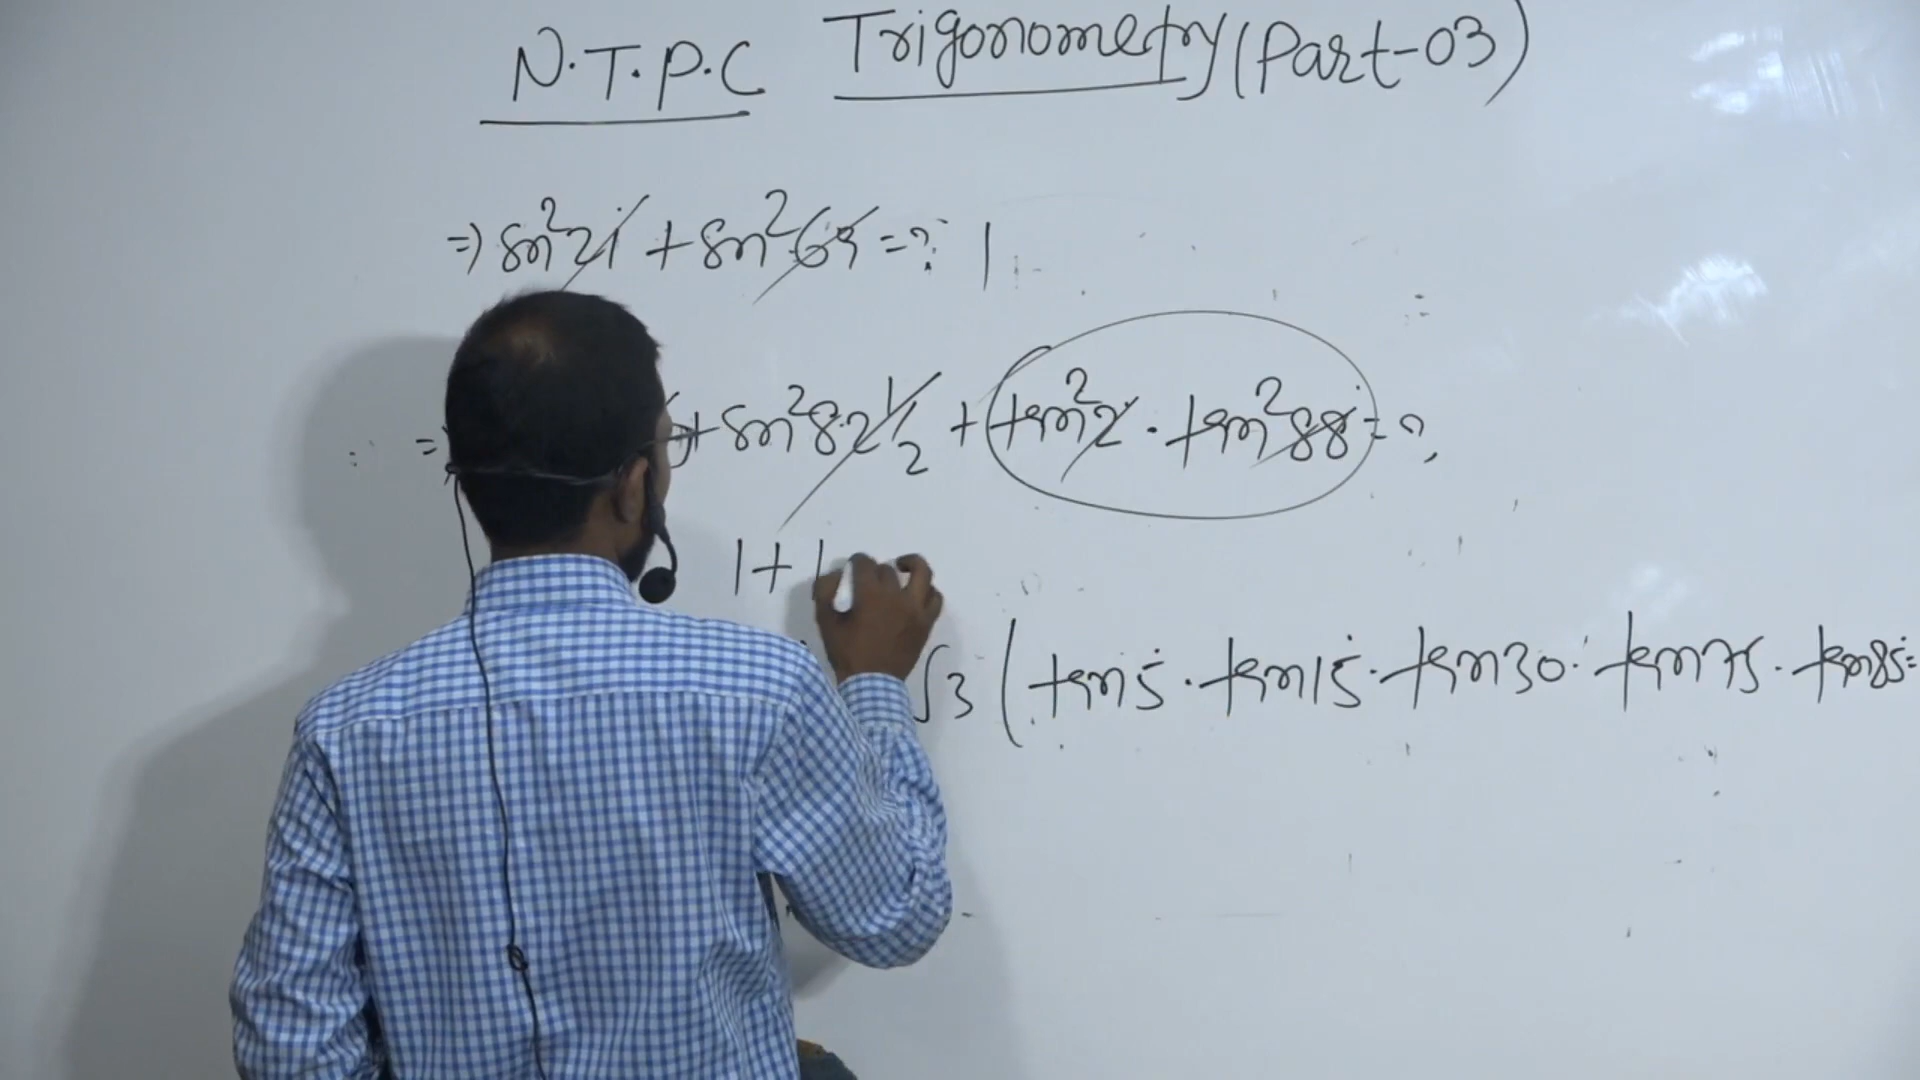 N.T.P.C Trigonometry (Part-03)
⇒ Sin²21° + Sin²69 = ? 1
= + Sin²82½ + tan²2 · tan²88° = ?
1 + 1
√3 ( tan5° · tan15° · tan30° · tan75 · tan85° =